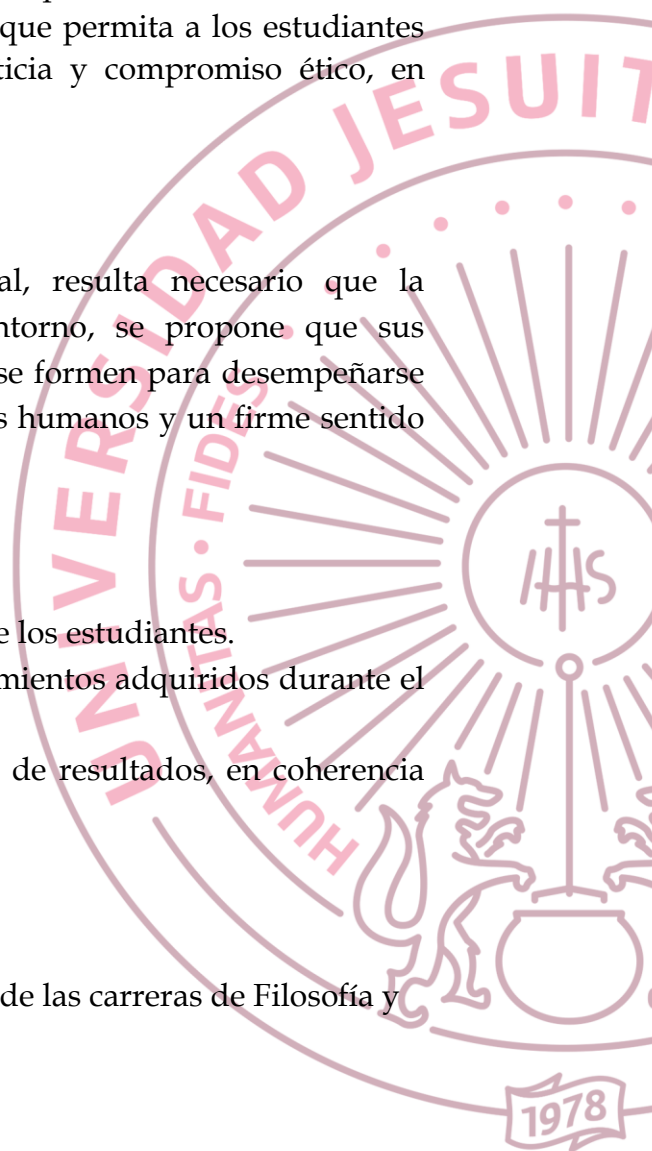 que permita a los estudiantes
ticia y compromiso ético, en
al, resulta necesario que la
ntorno, se propone que sus
se formen para desempeñarse
s humanos y un firme sentido
e los estudiantes.
mientos adquiridos durante el
de resultados, en coherencia
de las carreras de Filosofía y
UNIVERSIDAD JESUIT
HUMANITAS • FIDES •
IHS
1978